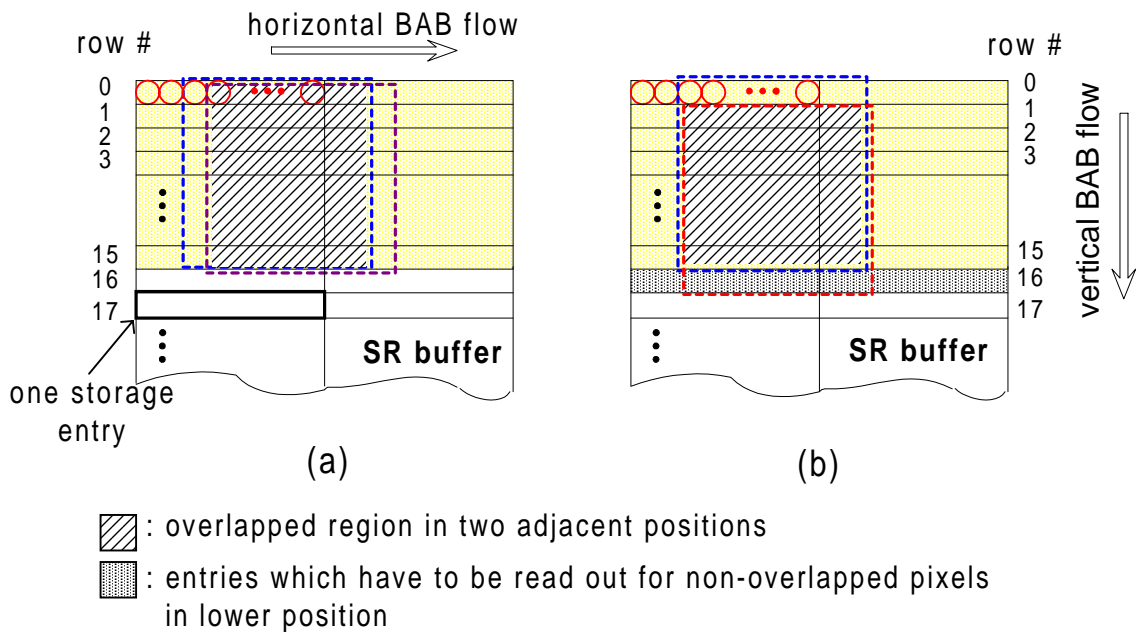 horizontal BAB flow
row #
0
1
2
3
15
16
17
SR buffer
one storage
entry
(a)
row #
0
1
2
3
15
16
17
vertical BAB flow
SR buffer
(b)
: overlapped region in two adjacent positions
: entries which have to be read out for non-overlapped pixels
in lower position